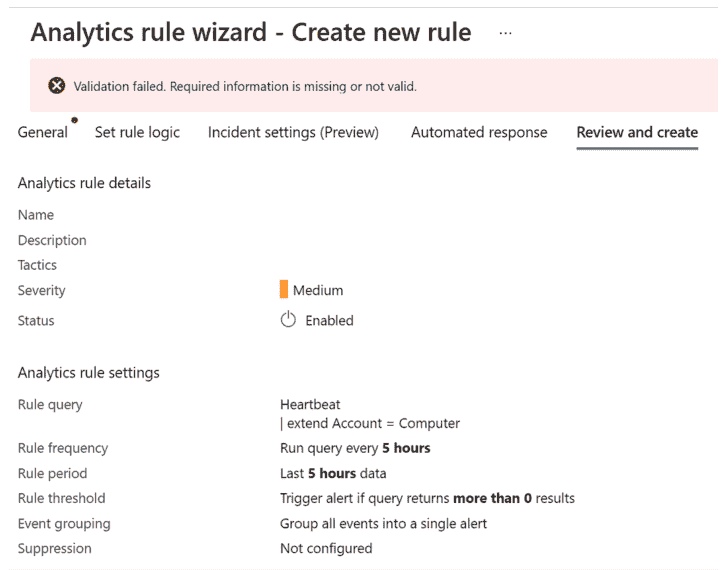 Analytics rule wizard - Create new rule ...
Validation failed. Required information is missing or not valid.
General Set rule logic Incident settings (Preview) Automated response Review and create
Analytics rule details
Name
Description
Tactics
Severity Medium
Status Enabled
Analytics rule settings
Rule query Heartbeat
| extend Account = Computer
Rule frequency Run query every 5 hours
Rule period Last 5 hours data
Rule threshold Trigger alert if query returns more than 0 results
Event grouping Group all events into a single alert
Suppression Not configured